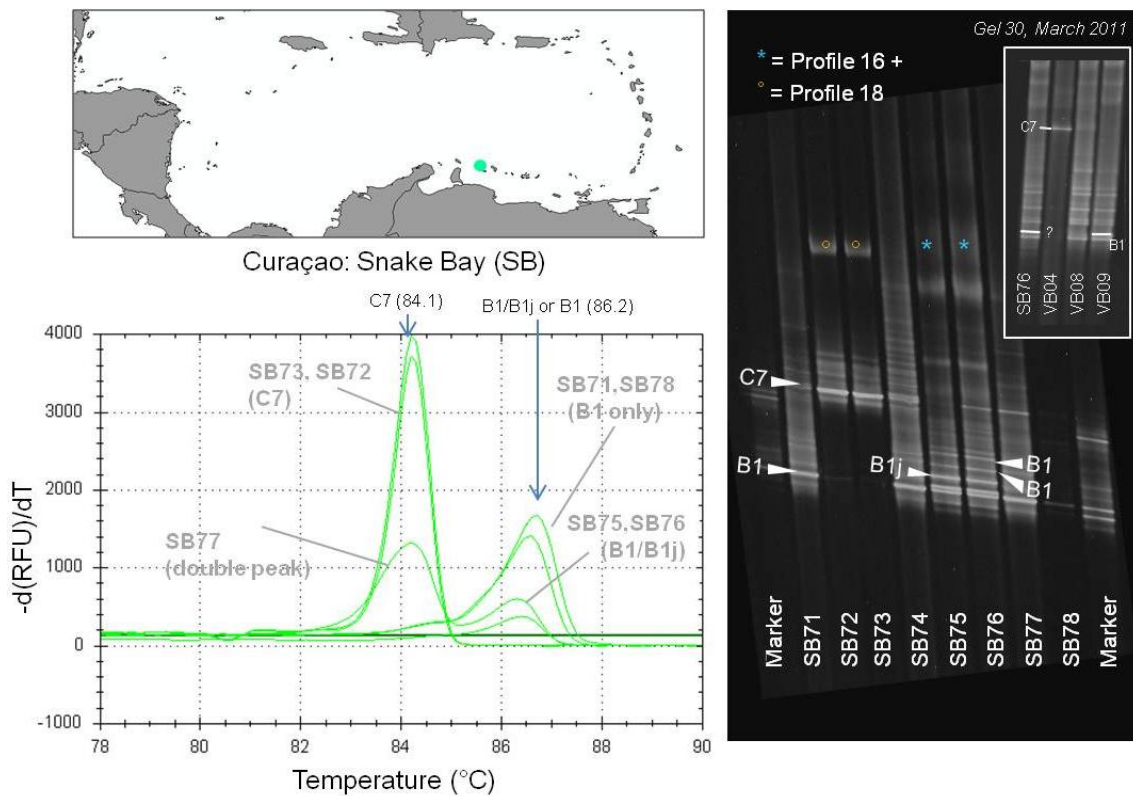 Curaçao: Snake Bay (SB)
C7 (84.1)
B1/B1j or B1 (86.2)
4000
3000
2000
1000
0
-1000
-d(RFU)/dT
SB73, SB72
(C7)
SB71,SB78
(B1 only)
SB77
(double peak)
SB75,SB76
(B1/B1j)
78
80
82
84
86
88
90
Temperature (°C)
Gel 30, March 2011
* = Profile 16 +
° = Profile 18
C7
?
B1
SB76
VB04
VB08
VB09
C7
B1
B1j
B1
B1
Marker
SB71
SB72
SB73
SB74
SB75
SB76
SB77
SB78
Marker